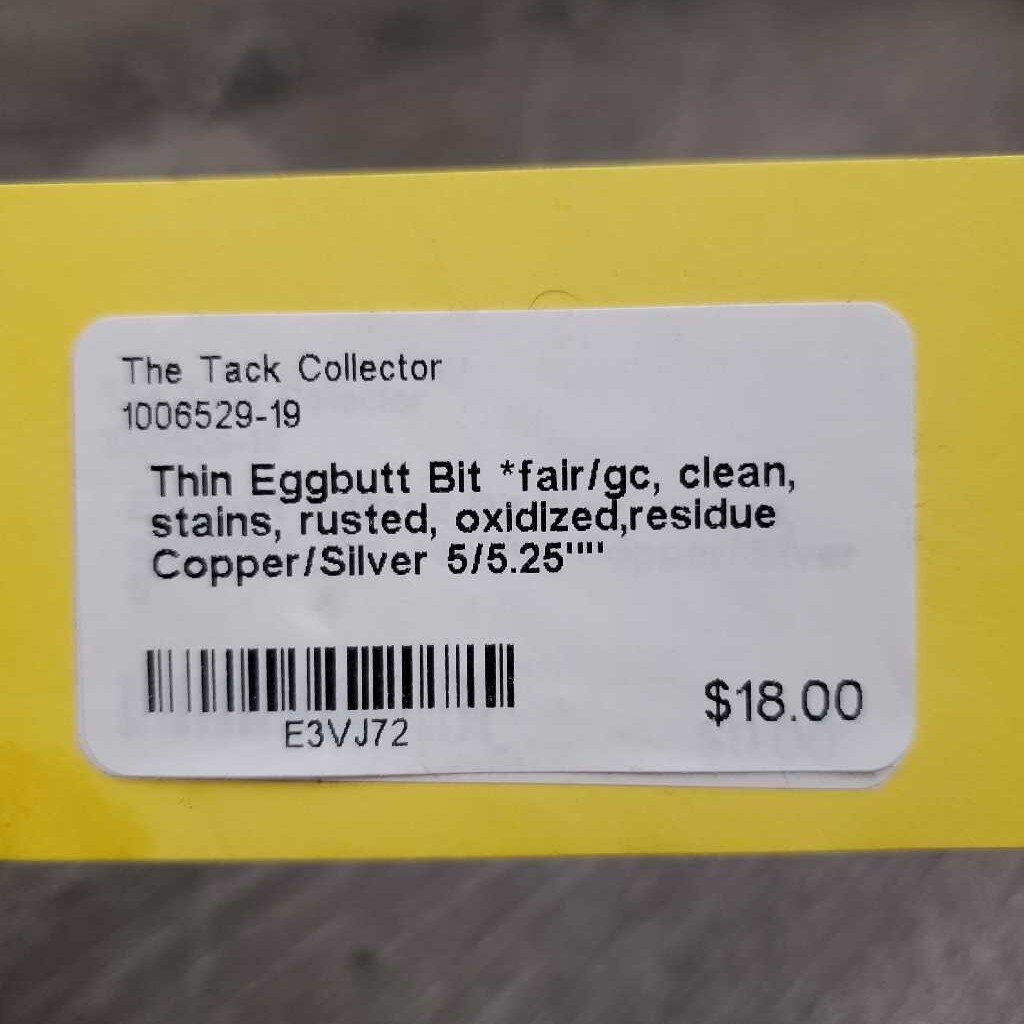 The Tack Collector
1006529-19
Thin Eggbutt Bit *fair/gc, clean,
stains, rusted, oxidized,residue
Copper/Silver 5/5.25""
E3VJ72
$18.00